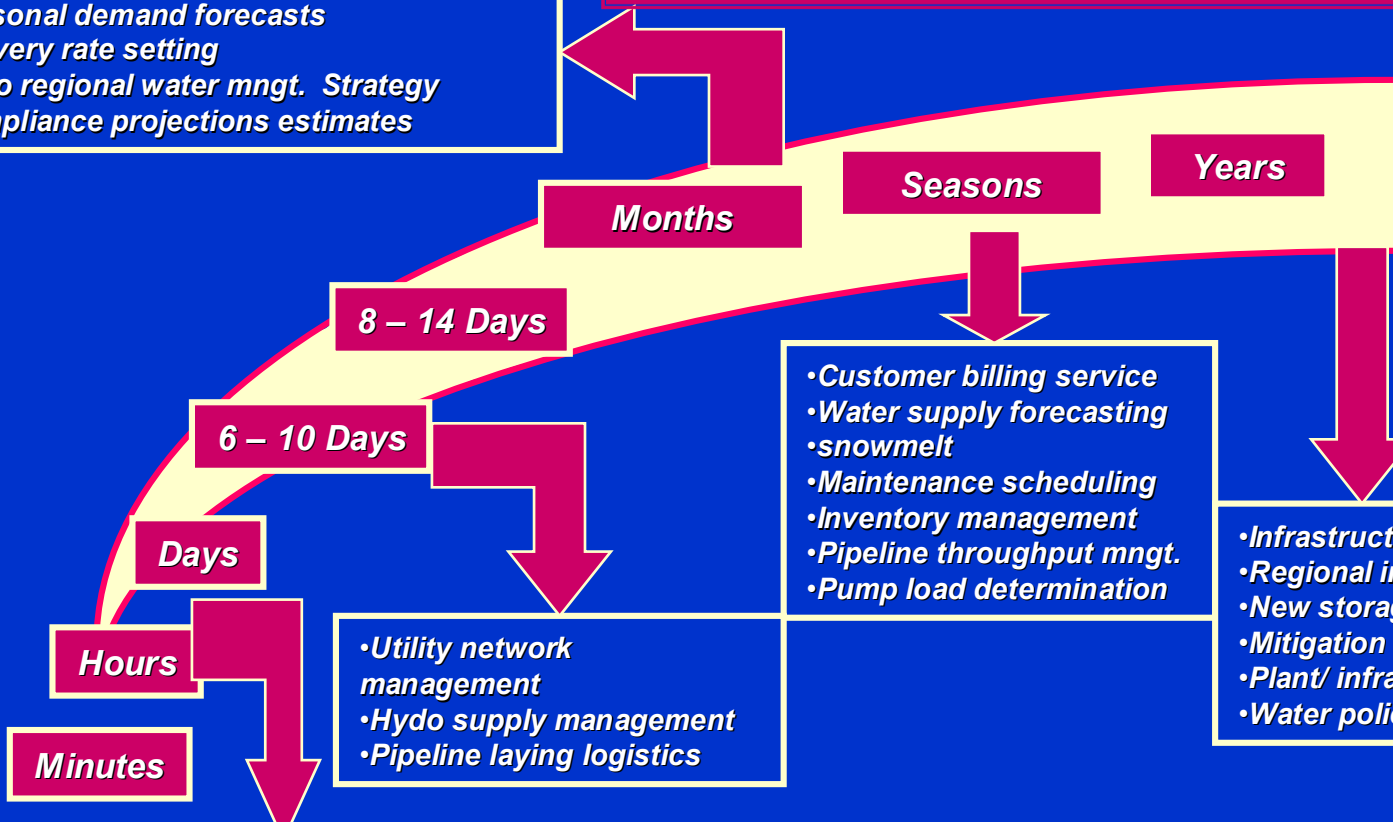 sonal demand forecasts
very rate setting
o regional water mngt. Strategy
pliance projections estimates
Years
Seasons
Months
8 – 14 Days
6 – 10 Days
Days
Hours
Minutes
•Customer billing service
•Water supply forecasting
•snowmelt
•Maintenance scheduling
•Inventory management
•Pipeline throughput mngt.
•Pump load determination
•Utility network
management
•Hydo supply management
•Pipeline laying logistics
•Infrastruct
•Regional i
•New stora
•Mitigation
•Plant/ infra
•Water poli